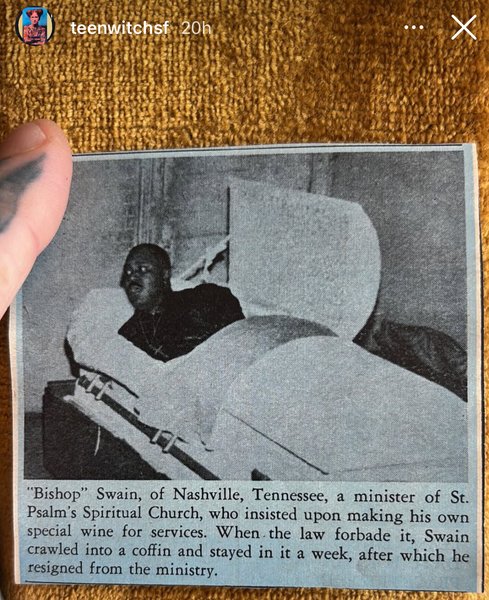 teenwitchsf 20h
"Bishop" Swain, of Nashville, Tennessee, a minister of St.
Psalm's Spiritual Church, who insisted upon making his own
special wine for services. When the law forbade it, Swain
crawled into a coffin and stayed in it a week, after which he
resigned from the ministry.